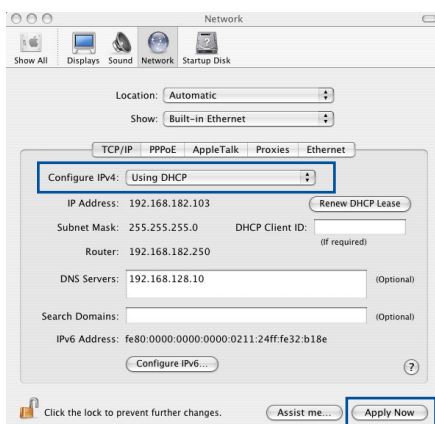 Network
Show All Displays Sound Network Startup Disk
Location: Automatic
Show: Built-in Ethernet
TCP/IP PPPoE AppleTalk Proxies Ethernet
Configure IPv4: Using DHCP
IP Address: 192.168.182.103 Renew DHCP Lease
Subnet Mask: 255.255.255.0 DHCP Client ID:
(If required)
Router: 192.168.182.250
DNS Servers: 192.168.128.10 (Optional)
Search Domains: (Optional)
IPv6 Address: fe80:0000:0000:0000:0211:24ff:fe32:b18e
Configure IPv6... ?
Click the lock to prevent further changes. Assist me... Apply Now